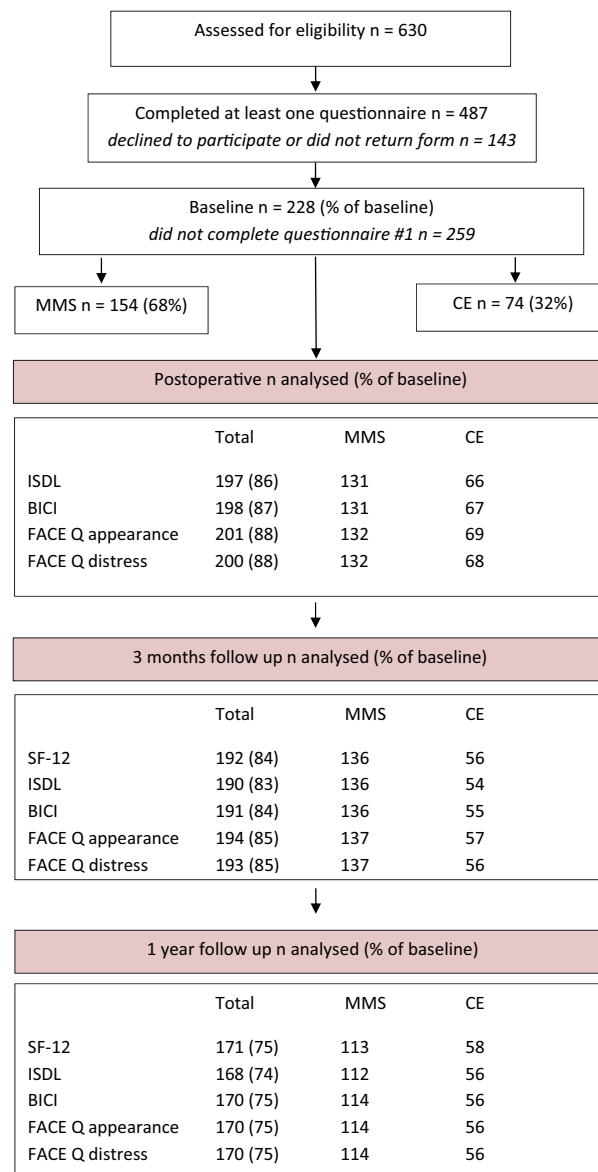 Assessed for eligibility n = 630
Completed at least one questionnaire n = 487
declined to participate or did not return form n = 143
Baseline n = 228 (% of baseline)
did not complete questionnaire #1 n = 259
MMS n = 154 (68%)
CE n = 74 (32%)
Postoperative n analysed (% of baseline)
Total MMS CE
ISDL 197 (86) 131 66
BICI 198 (87) 131 67
FACE Q appearance 201 (88) 132 69
FACE Q distress 200 (88) 132 68
3 months follow up n analysed (% of baseline)
Total MMS CE
SF-12 192 (84) 136 56
ISDL 190 (83) 136 54
BICI 191 (84) 136 55
FACE Q appearance 194 (85) 137 57
FACE Q distress 193 (85) 137 56
1 year follow up n analysed (% of baseline)
Total MMS CE
SF-12 171 (75) 113 58
ISDL 168 (74) 112 56
BICI 170 (75) 114 56
FACE Q appearance 170 (75) 114 56
FACE Q distress 170 (75) 114 56